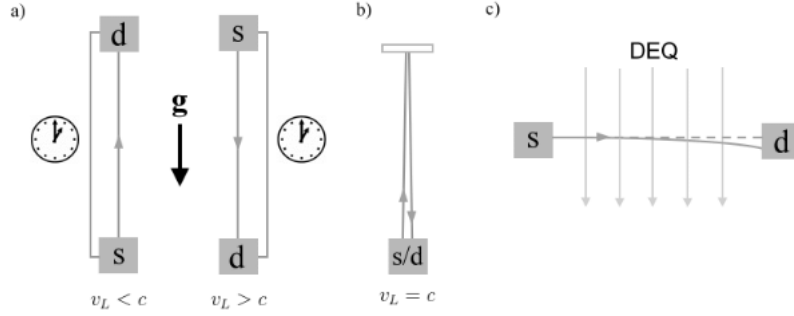 a)
d
s
g
s
d
v_L < c
v_L > c
b)
s/d
v_L = c
c)
DEQ
s
d